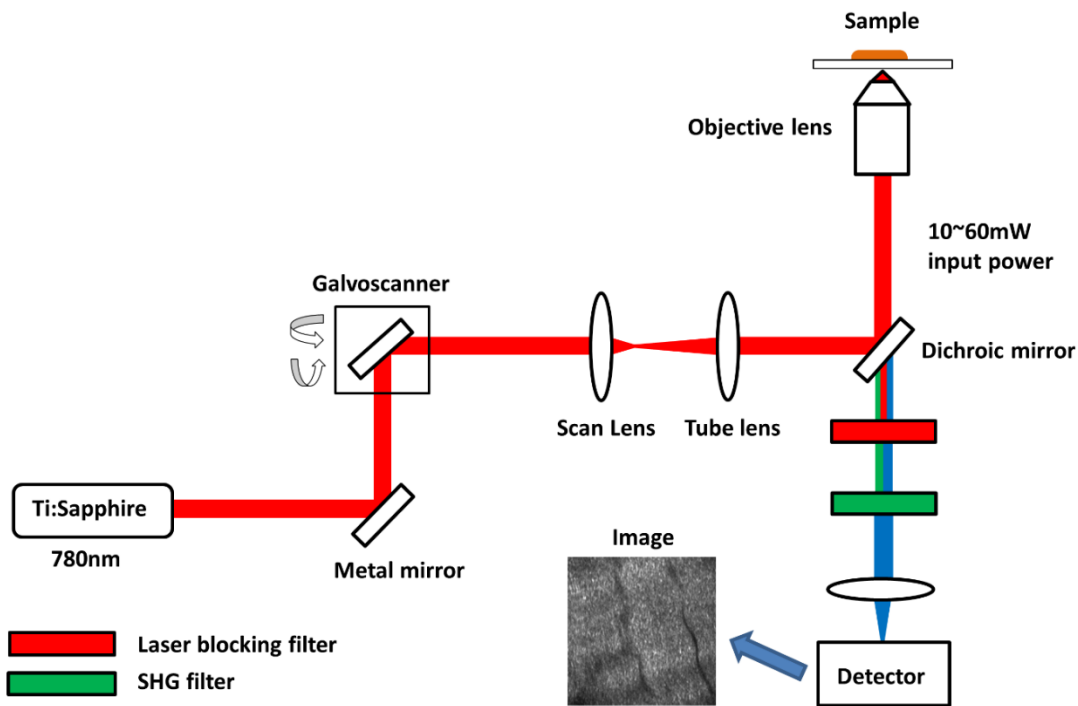 Sample
Objective lens
10~60mW
input power
Galvoscanner
Dichroic mirror
Scan Lens
Tube lens
Ti:Sapphire
780nm
Metal mirror
Image
Laser blocking filter
SHG filter
Detector